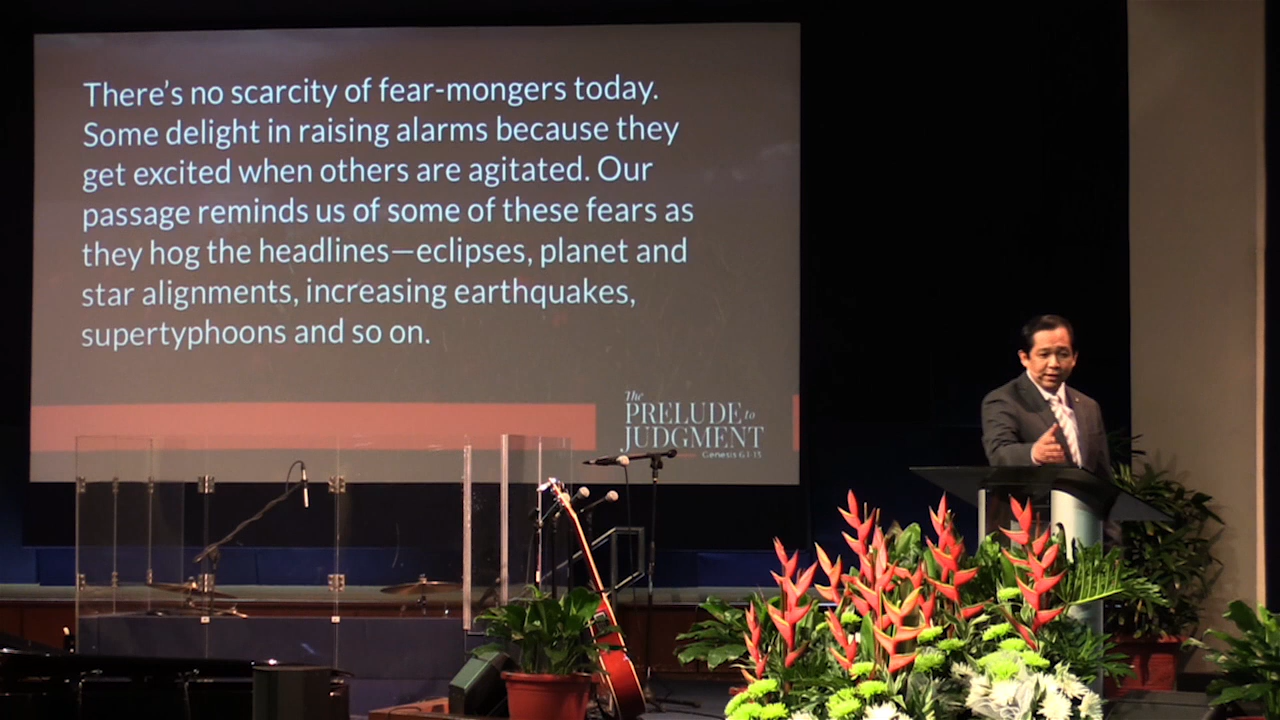 There's no scarcity of fear-mongers today.
Some delight in raising alarms because they
get excited when others are agitated. Our
passage reminds us of some of these fears as
they hog the headlines—eclipses, planet and
star alignments, increasing earthquakes,
supertyphoons and so on.
The
PRELUDE to
JUDGMENT
Genesis 6:1-13